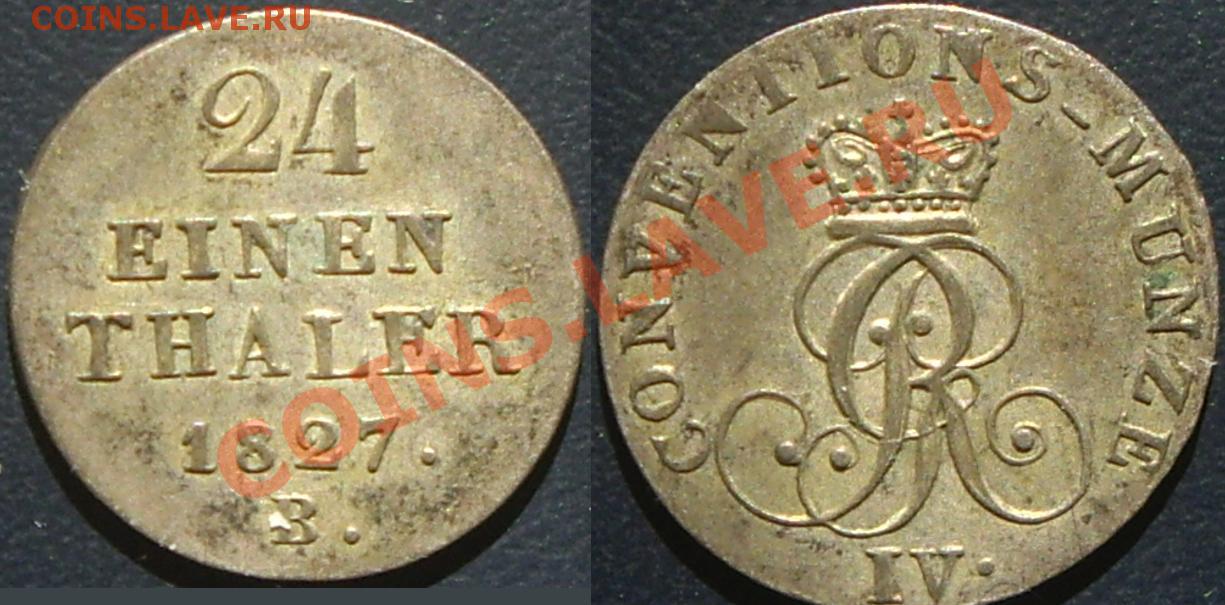 COINS.LAVE.RU
24
EINEN
THALER
1827.
B.
CONVENTIONS-MÜNZE
GR
IV.
COINS.LAVE.RU